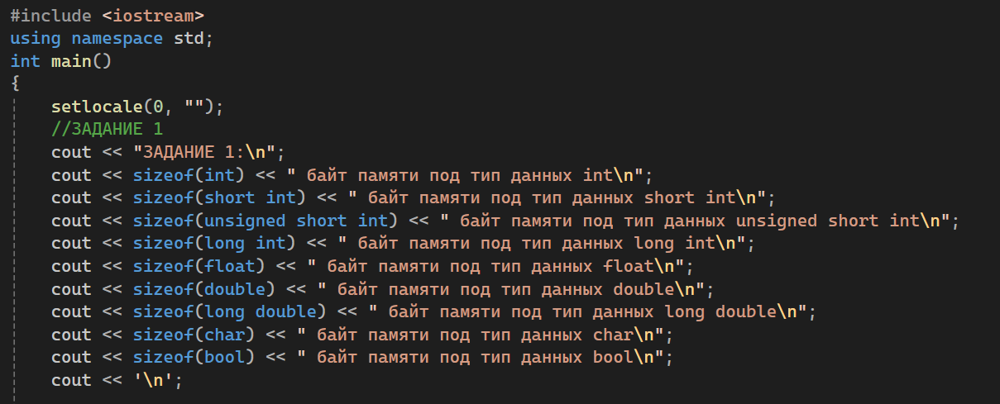 #include <iostream>
using namespace std;
int main()
{
    setlocale(0, "");
    //ЗАДАНИЕ 1
    cout << "ЗАДАНИЕ 1:\n";
    cout << sizeof(int) << " байт памяти под тип данных int\n";
    cout << sizeof(short int) << " байт памяти под тип данных short int\n";
    cout << sizeof(unsigned short int) << " байт памяти под тип данных unsigned short int\n";
    cout << sizeof(long int) << " байт памяти под тип данных long int\n";
    cout << sizeof(float) << " байт памяти под тип данных float\n";
    cout << sizeof(double) << " байт памяти под тип данных double\n";
    cout << sizeof(long double) << " байт памяти под тип данных long double\n";
    cout << sizeof(char) << " байт памяти под тип данных char\n";
    cout << sizeof(bool) << " байт памяти под тип данных bool\n";
    cout << '\n';